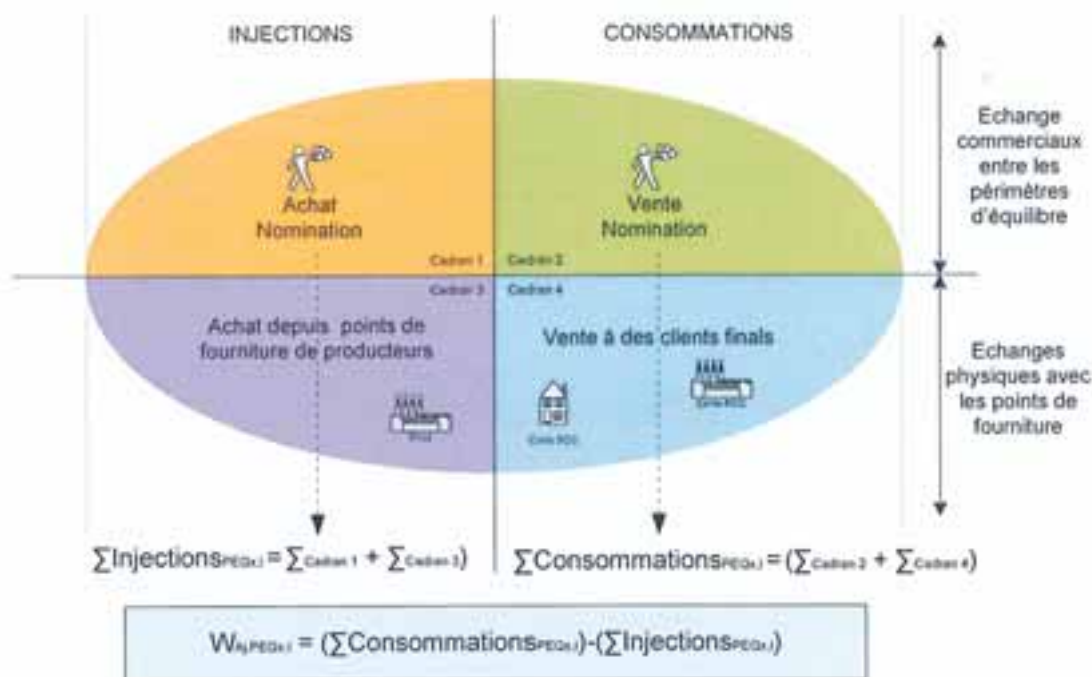 INJECTIONS
CONSOMMATIONS
Achat
Nomination
Vente
Nomination
Cadran 1
Cadran 2
Cadran 3
Cadran 4
Achat depuis points de
fourniture de producteurs
Vente à des clients finals
Echange
commerciaux
entre les
périmètres
d'équilibre
Echanges
physiques avec
les points de
fourniture
∑Injections = ∑Cadran 1 + ∑Cadran 3)
∑Consommations = (∑Cadran 2 + ∑Cadran 4)
W = (∑Consommations)-(∑Injections)